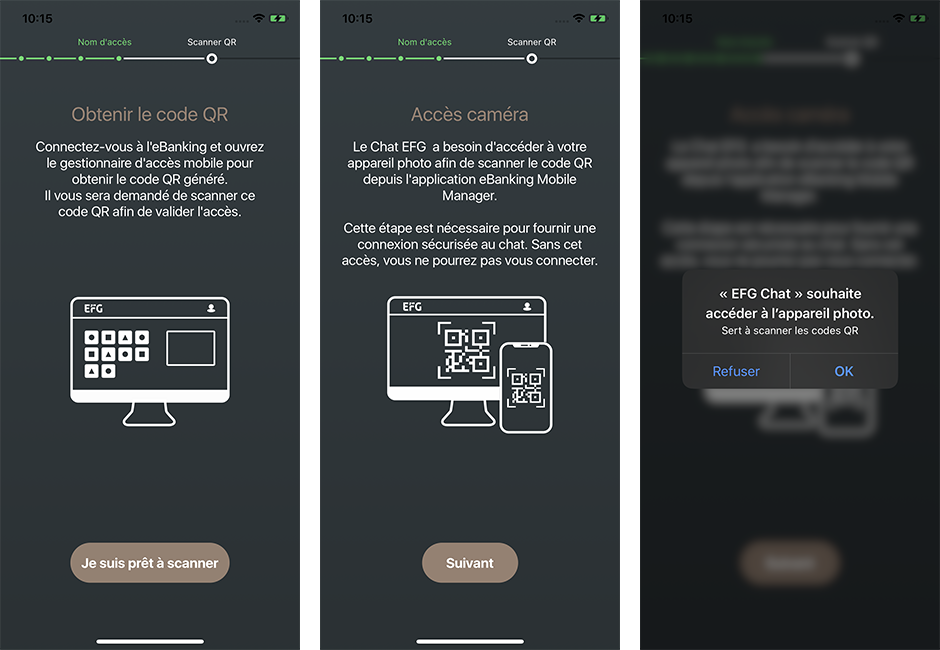 10:15
Nom d'accès
Scanner QR
Obtenir le code QR
Connectez-vous à l'eBanking et ouvrez
le gestionnaire d'accès mobile pour
obtenir le code QR généré.
Il vous sera demandé de scanner ce
code QR afin de valider l'accès.
EFG
Je suis prêt à scanner
10:15
Nom d'accès
Scanner QR
Accès caméra
Le Chat EFG  a besoin d'accéder à votre
appareil photo afin de scanner le code QR
depuis l'application eBanking Mobile
Manager.
Cette étape est nécessaire pour fournir une
connexion sécurisée au chat. Sans cet
accès, vous ne pourrez pas vous connecter.
EFG
Suivant
10:15
Accès caméra
« EFG Chat » souhaite
accéder à l'appareil photo.
Sert à scanner les codes QR
Refuser
OK
Suivant